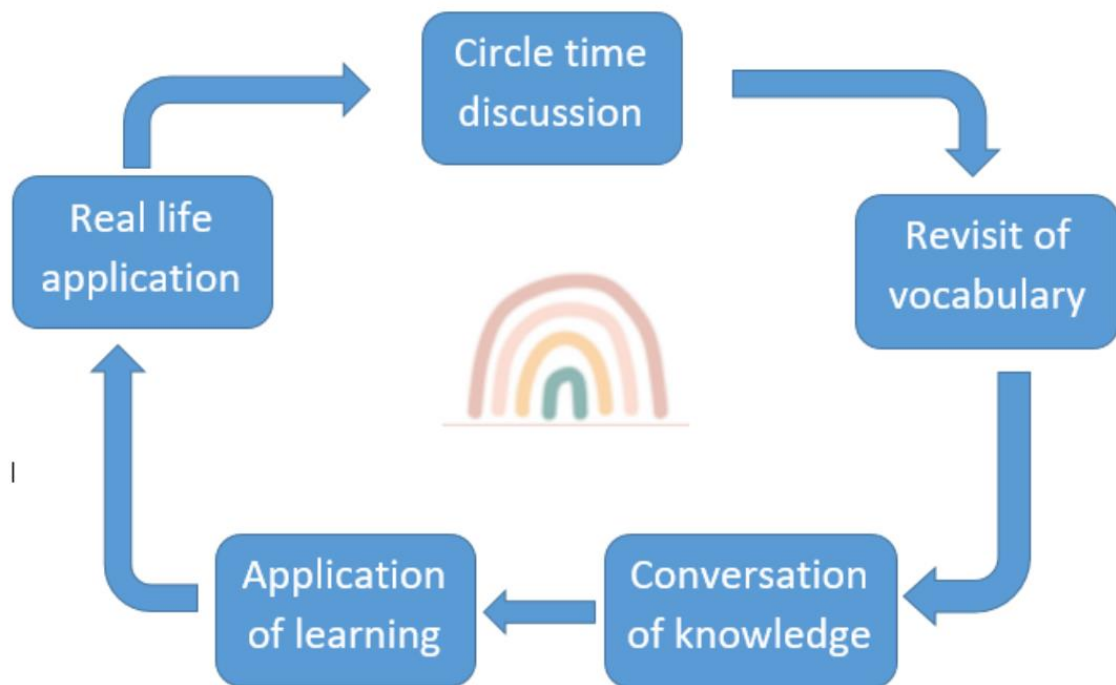 Circle time
discussion
Revisit of
vocabulary
Conversation
of knowledge
Application
of learning
Real life
application